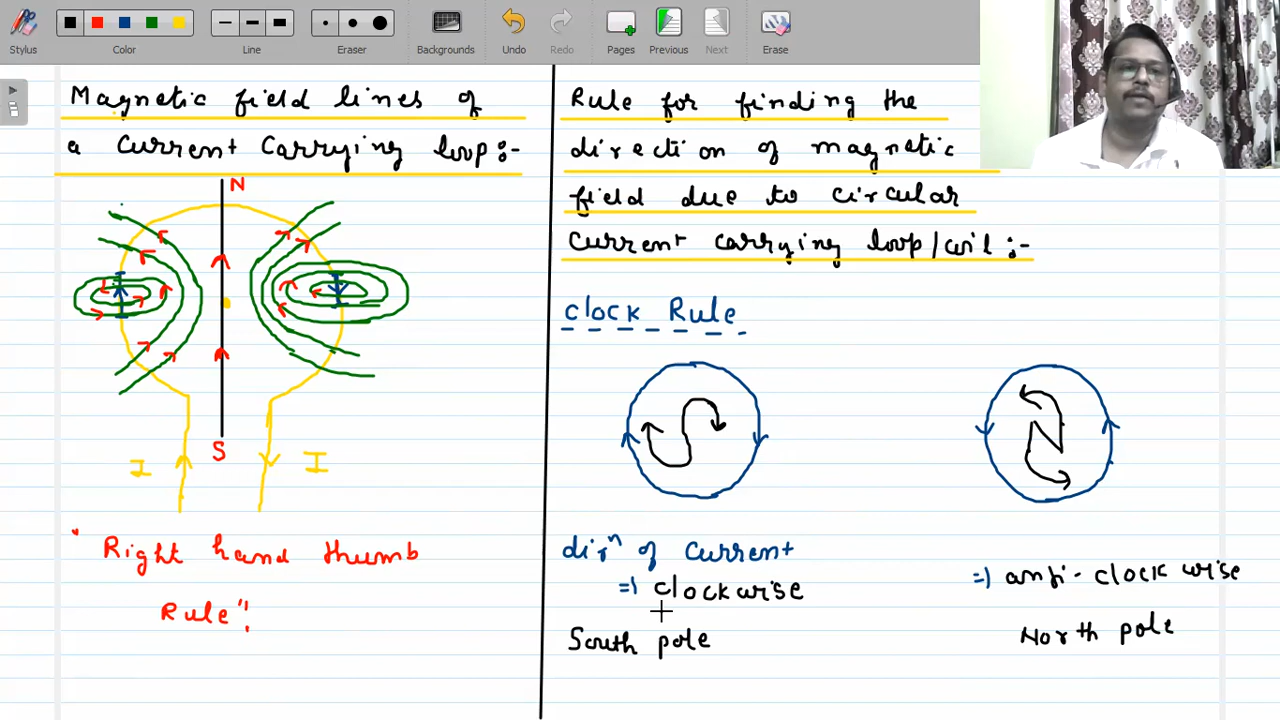 Stylus
Color
Line
Eraser
Backgrounds
Undo
Redo
Pages
Previous
Next
Erase
Magnetic field lines of
a Current Carrying loop:-
N
S
I
I
Right hand thumb
Rule"
Rule for finding the
direction of magnetic
field due to circular
Current carrying loop/coil:-
clock Rule
dirⁿ of Current
=) clockwise
South pole
=) anti-clock wise
North pole